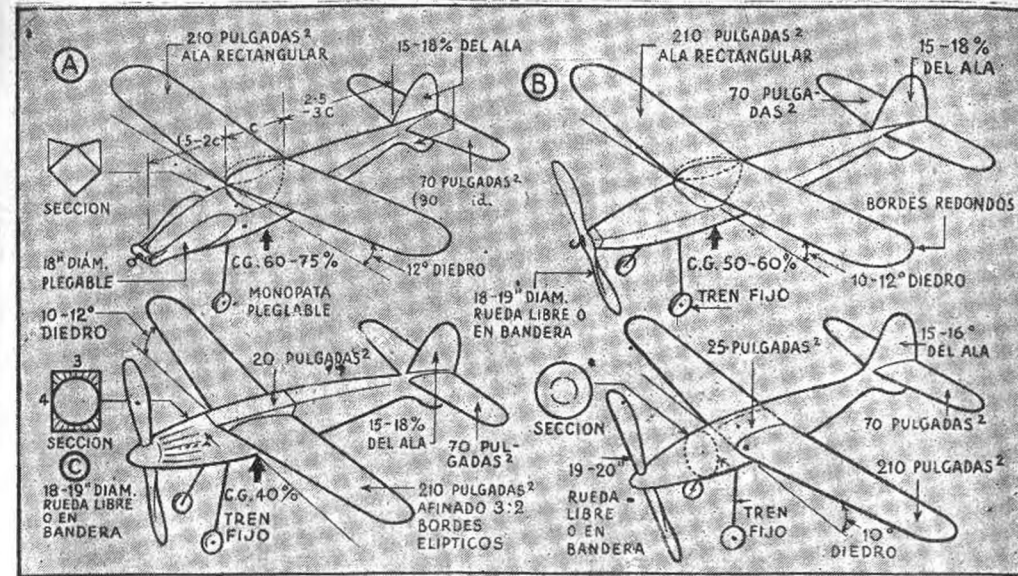 A
210 PULGADAS²
ALA RECTANGULAR
15-18% DEL ALA
2·5
-3C
C
(5-2C
SECCION
70 PULGADAS²
(90 id.
18" DIÁM.
PLEGABLE
C.G. 60-75%
12° DIEDRO
MONOPATA
PLEGLABLE
B
210 PULGADAS²
ALA RECTANGULAR
15-18%
DEL ALA
70 PULGA-
DAS²
BORDES REDONDOS
C.G. 50-60%
10-12° DIEDRO
18-19" DIAM.
RUEDA LIBRE O
EN BANDERA
TREN FIJO
10-12°
DIEDRO
3
4
SECCION
20 PULGADAS²
15-18%
DEL ALA
70 PUL-
GADAS²
C
18-19" DIAM.
RUEDA LIBRE
O EN
BANDERA
C.G. 40%
TREN
FIJO
210 PULGADAS²
AFINADO 3:2
BORDES
ELIPTICOS
25 PULGADAS²
15-16°
DEL ALA
SECCION
70 PULGADAS²
19-20"
RUEDA
LIBRE
O EN
BANDERA
TREN
FIJO
210 PULGADAS²
10°
DIEDRO